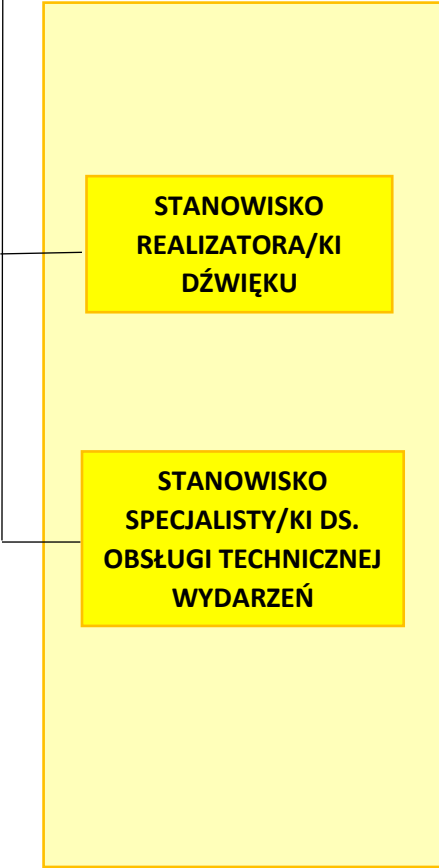 STANOWISKO
REALIZATORA/KI
DŹWIĘKU
STANOWISKO
SPECJALISTY/KI DS.
OBSŁUGI TECHNICZNEJ
WYDARZEŃ